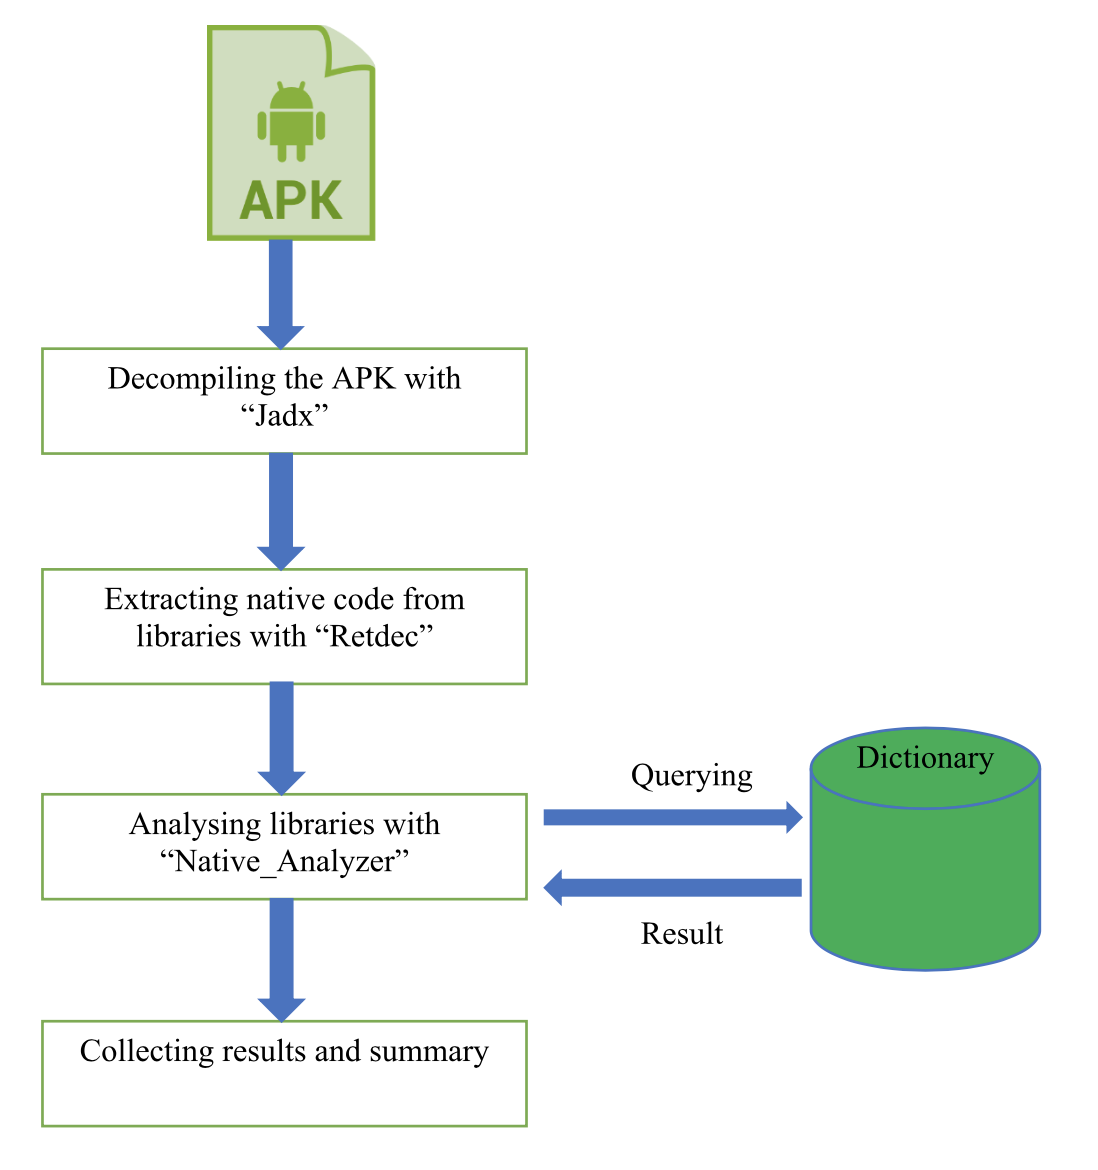 APK
Decompiling the APK with
“Jadx”
Extracting native code from
libraries with “Retdec”
Analysing libraries with
“Native_Analyzer”
Querying
Dictionary
Result
Collecting results and summary